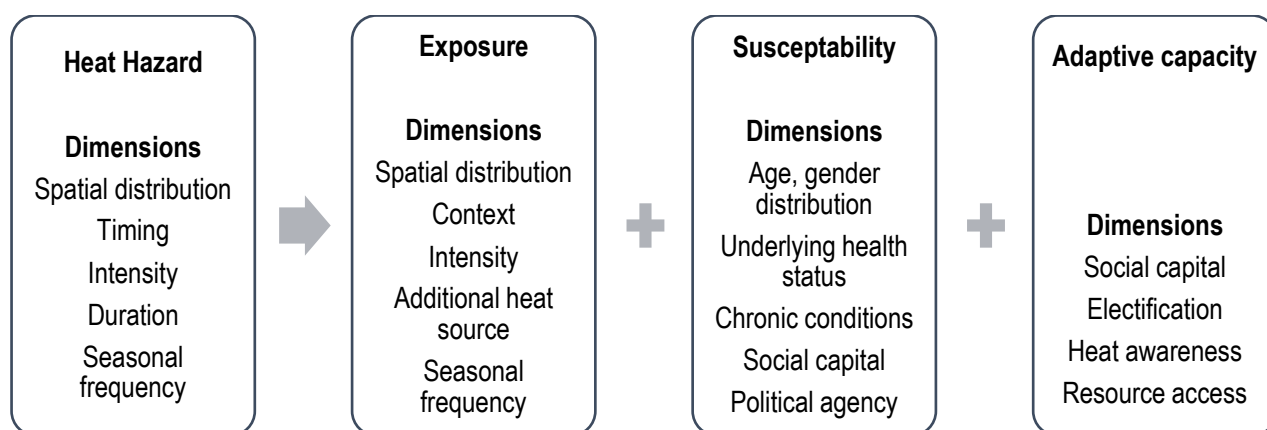 Heat Hazard
Dimensions
Spatial distribution
Timing
Intensity
Duration
Seasonal
frequency
Exposure
Dimensions
Spatial distribution
Context
Intensity
Additional heat
source
Seasonal
frequency
Susceptability
Dimensions
Age, gender
distribution
Underlying health
status
Chronic conditions
Social capital
Political agency
Adaptive capacity
Dimensions
Social capital
Electification
Heat awareness
Resource access